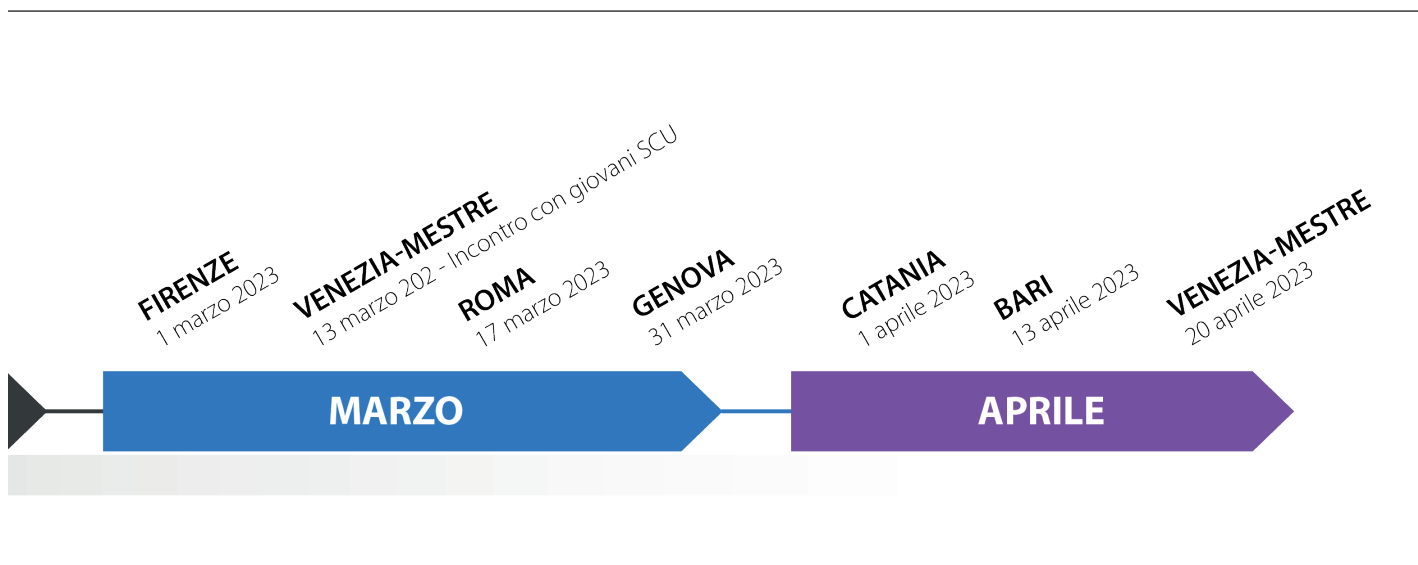 FIRENZE
1 marzo 2023
VENEZIA-MESTRE
13 marzo 202 - Incontro con giovani SCU
ROMA
17 marzo 2023
GENOVA
31 marzo 2023
CATANIA
1 aprile 2023
BARI
13 aprile 2023
VENEZIA-MESTRE
20 aprile 2023
MARZO
APRILE